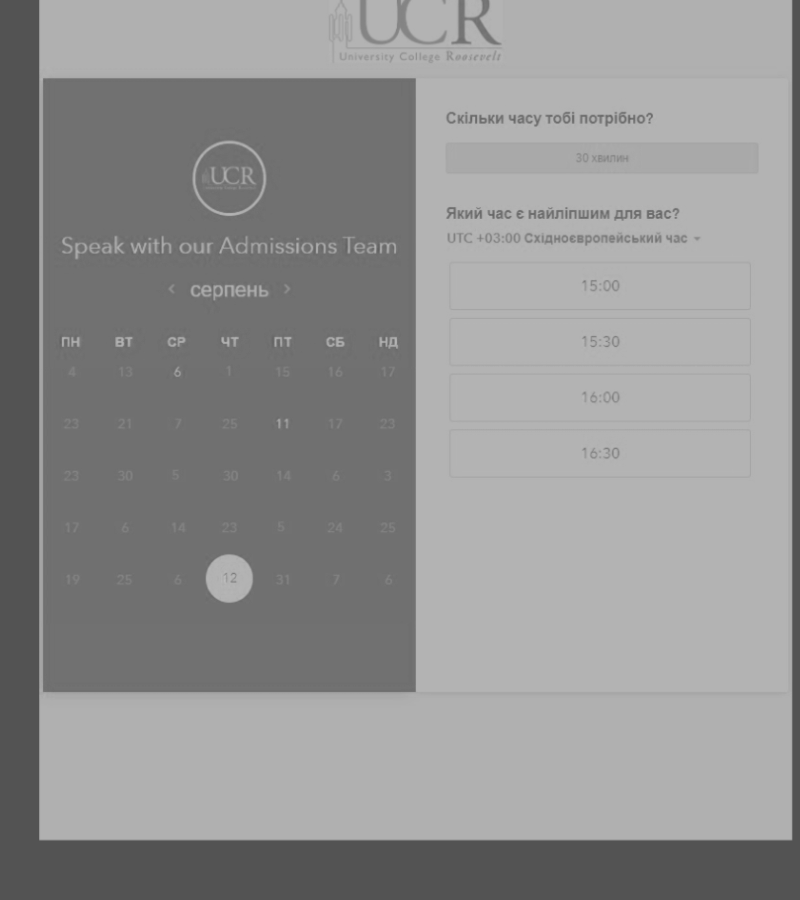 UCR
University College Roosevelt
UCR
Speak with our Admissions Team
‹ серпень ›
ПН ВТ СР ЧТ ПТ СБ НД
4 13 6 1 15 16 17
23 21 7 25 11 17 23
23 30 5 30 14 6 3
17 6 14 23 5 24 25
19 25 6 12 31 7 6
Скільки часу тобі потрібно?
30 хвилин
Який час є найліпшим для вас?
UTC +03:00 Східноєвропейський час
15:00
15:30
16:00
16:30